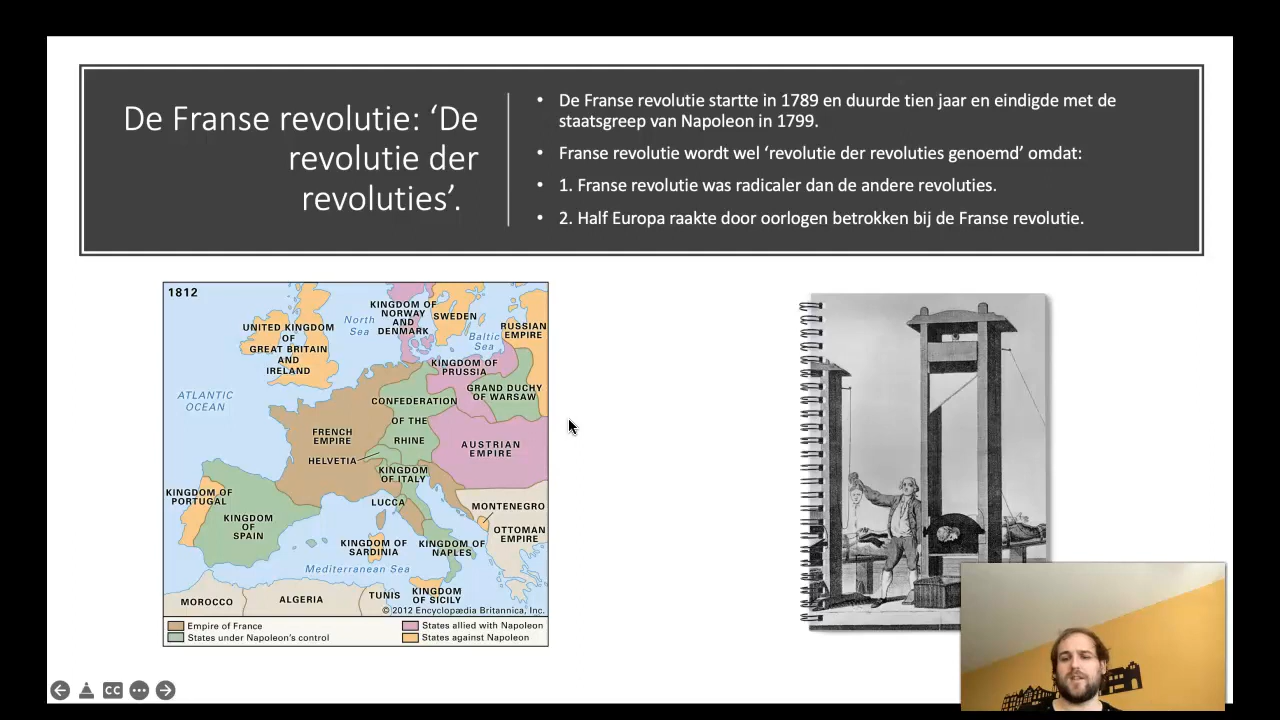 De Franse revolutie: ‘De
revolutie der
revoluties’.
• De Franse revolutie startte in 1789 en duurde tien jaar en eindigde met de
staatsgreep van Napoleon in 1799.
• Franse revolutie wordt wel ‘revolutie der revoluties genoemd’ omdat:
• 1. Franse revolutie was radicaler dan de andere revoluties.
• 2. Half Europa raakte door oorlogen betrokken bij de Franse revolutie.
1812
UNITED KINGDOM
OF
GREAT BRITAIN
AND
IRELAND
North
Sea
KINGDOM OF
NORWAY
AND
DENMARK
SWEDEN
Baltic
Sea
RUSSIAN
EMPIRE
KINGDOM OF
PRUSSIA
GRAND DUCHY
OF WARSAW
ATLANTIC
OCEAN
CONFEDERATION
OF THE
RHINE
FRENCH
EMPIRE
HELVETIA
AUSTRIAN
EMPIRE
KINGDOM
OF ITALY
KINGDOM OF
PORTUGAL
KINGDOM
OF
SPAIN
LUCCA
MONTENEGRO
OTTOMAN
EMPIRE
KINGDOM OF
SARDINIA
KINGDOM OF
NAPLES
Mediterranean Sea
MOROCCO
ALGERIA
TUNIS
KINGDOM
OF SICILY
© 2012 Encyclopædia Britannica, Inc.
Empire of France
States under Napoleon's control
States allied with Napoleon
States against Napoleon
CC